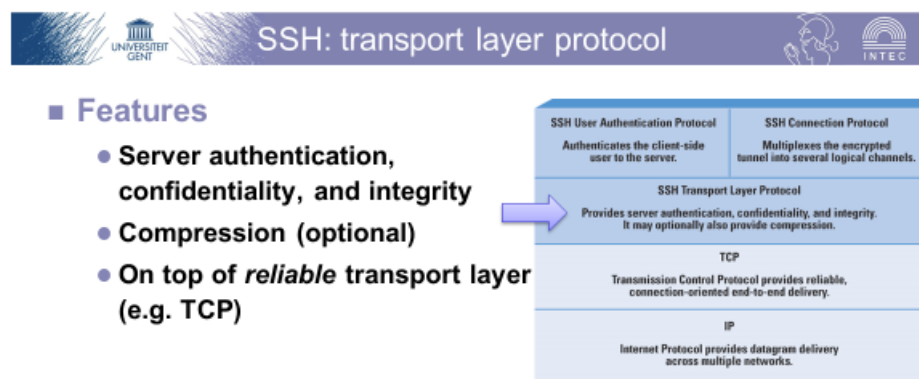 UNIVERSITEIT
GENT
SSH: transport layer protocol
INTEC
Features
Server authentication,
confidentiality, and integrity
Compression (optional)
On top of reliable transport layer
(e.g. TCP)
SSH User Authentication Protocol
Authenticates the client-side
user to the server.
SSH Connection Protocol
Multiplexes the encrypted
tunnel into several logical channels.
SSH Transport Layer Protocol
Provides server authentication, confidentiality, and integrity.
It may optionally also provide compression.
TCP
Transmission Control Protocol provides reliable,
connection-oriented end-to-end delivery.
IP
Internet Protocol provides datagram delivery
across multiple networks.